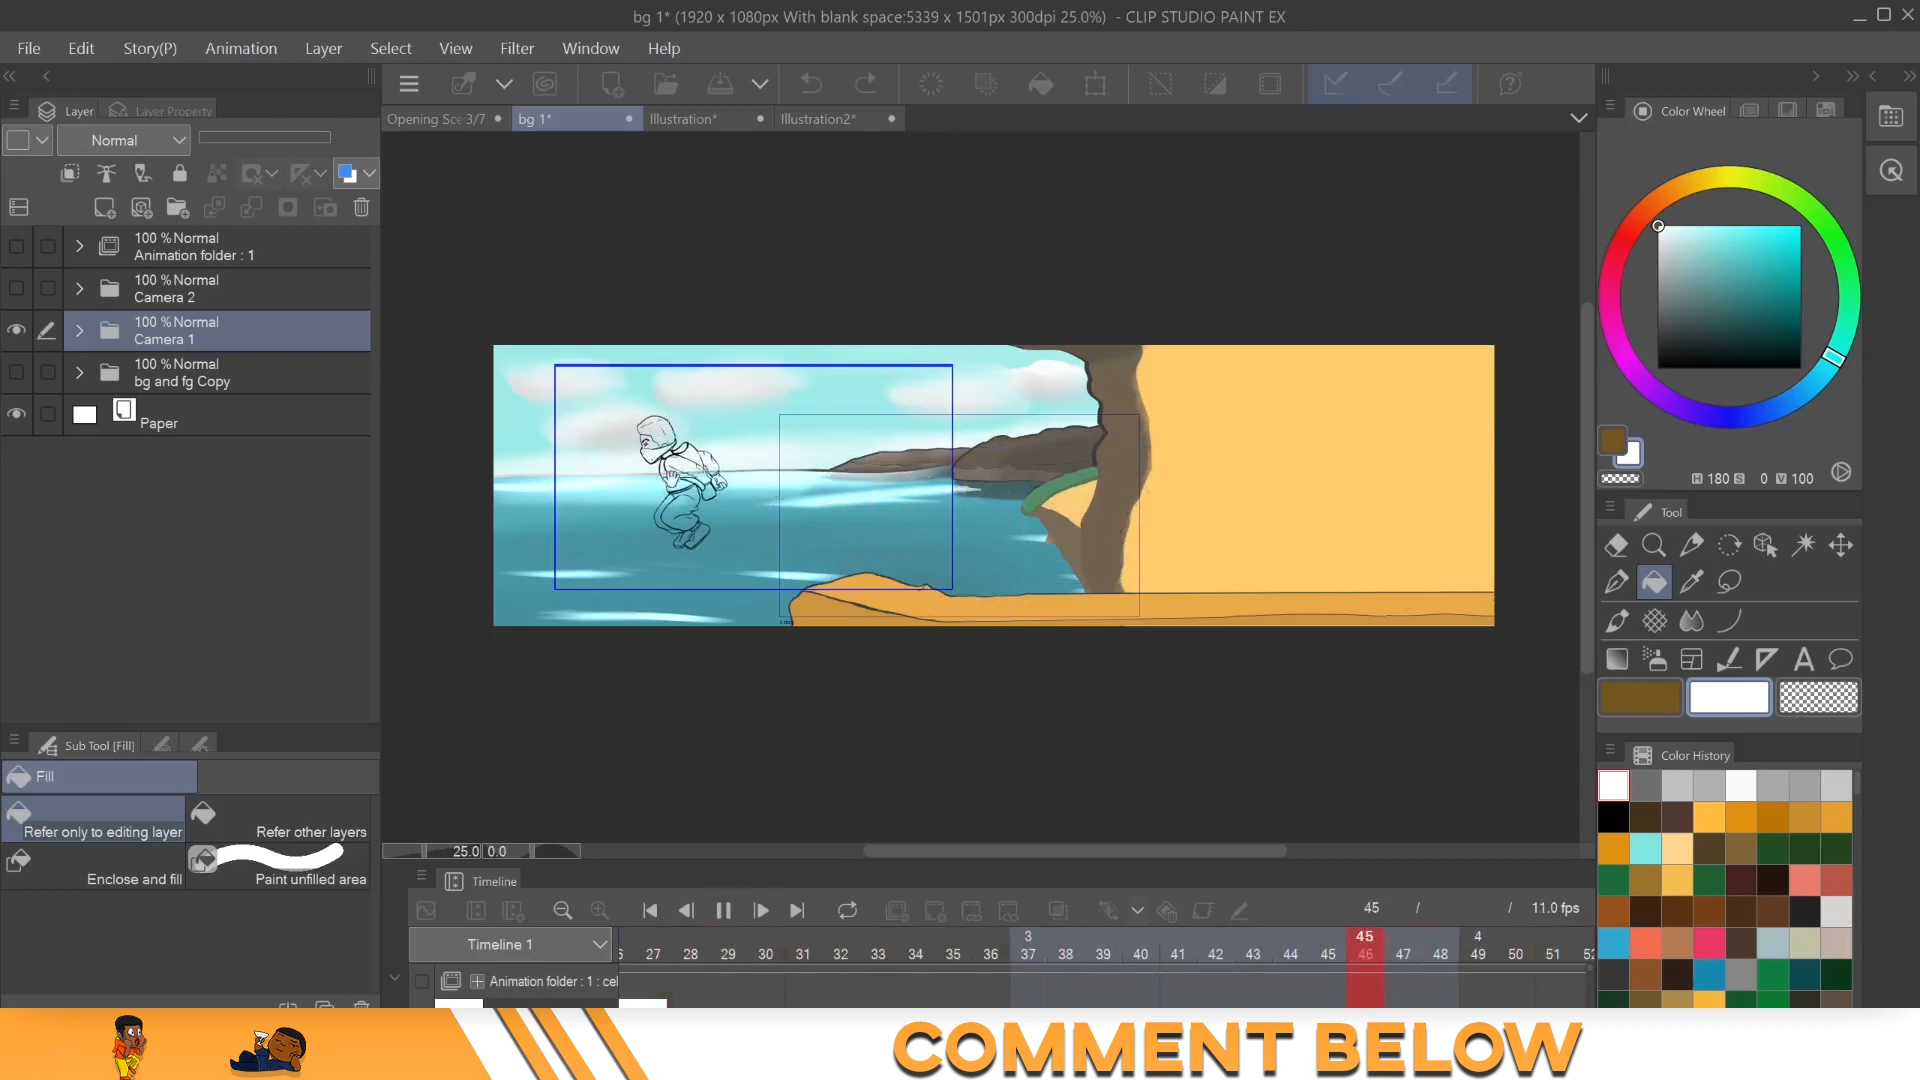 bg 1* (1920 x 1080px With blank space:5339 x 1501px 300dpi 25.0%) - CLIP STUDIO PAINT EX
File Edit Story(P) Animation Layer Select View Filter Window Help
Layer Layer Property
Opening Sce 3/7 bg 1* Illustration* Illustration2*
Color Wheel
Normal
100 % Normal
Animation folder : 1
100 % Normal
Camera 2
100 % Normal
Camera 1
100 % Normal
bg and fg Copy
Paper
H 180 S 0 V 100
Tool
Sub Tool [Fill]
Fill
Refer only to editing layer Refer other layers
Enclose and fill Paint unfilled area
Color History
25.0 0.0
Timeline
45 / / 11.0 fps
Timeline 1
3 45 4
27 28 29 30 31 32 33 34 35 36 37 38 39 40 41 42 43 44 45 46 47 48 49 50 51
Animation folder : 1 : cel
COMMENT BELOW